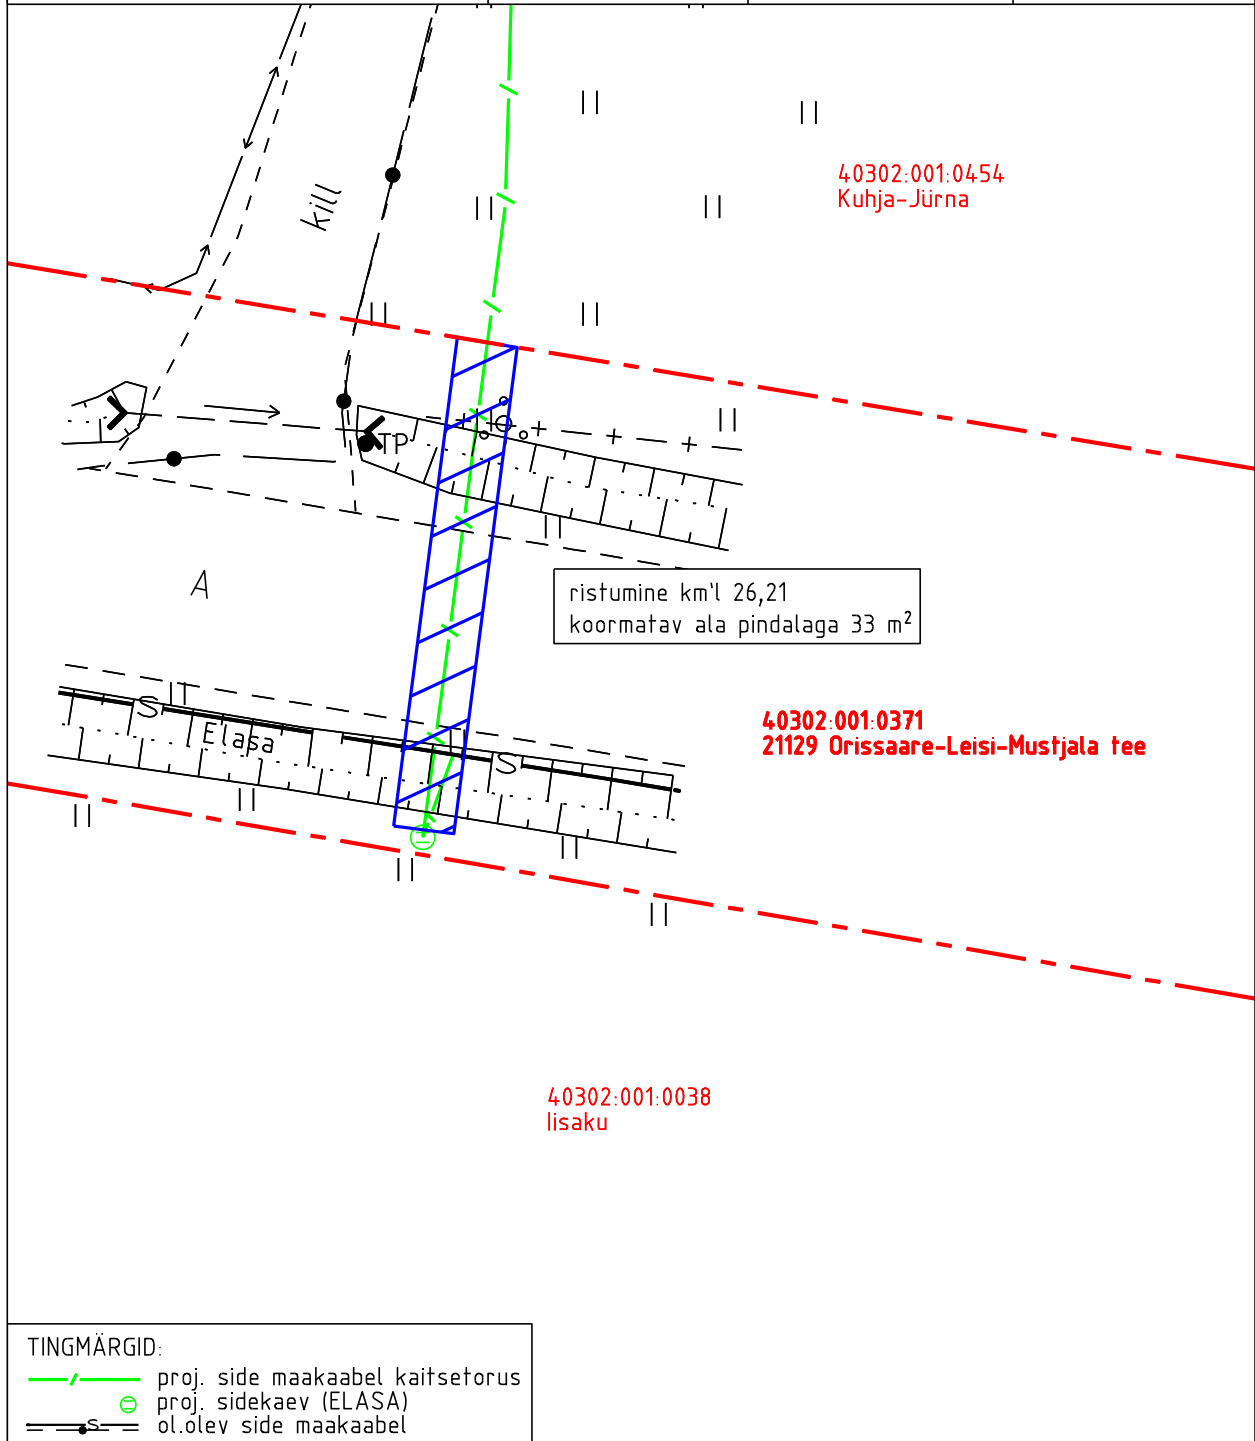 40302:001:0454
Kuhja-Jürna
kill
TP
A
ristumine km'l 26,21
koormatav ala pindalaga 33 m²
S
Elasa
S
40302:001:0371
21129 Orissaare-Leisi-Mustjala tee
40302:001:0038
Iisaku
TINGMÄRGID:
proj. side maakaabel kaitsetorus
proj. sidekaev (ELASA)
S
ol.olev side maakaabel